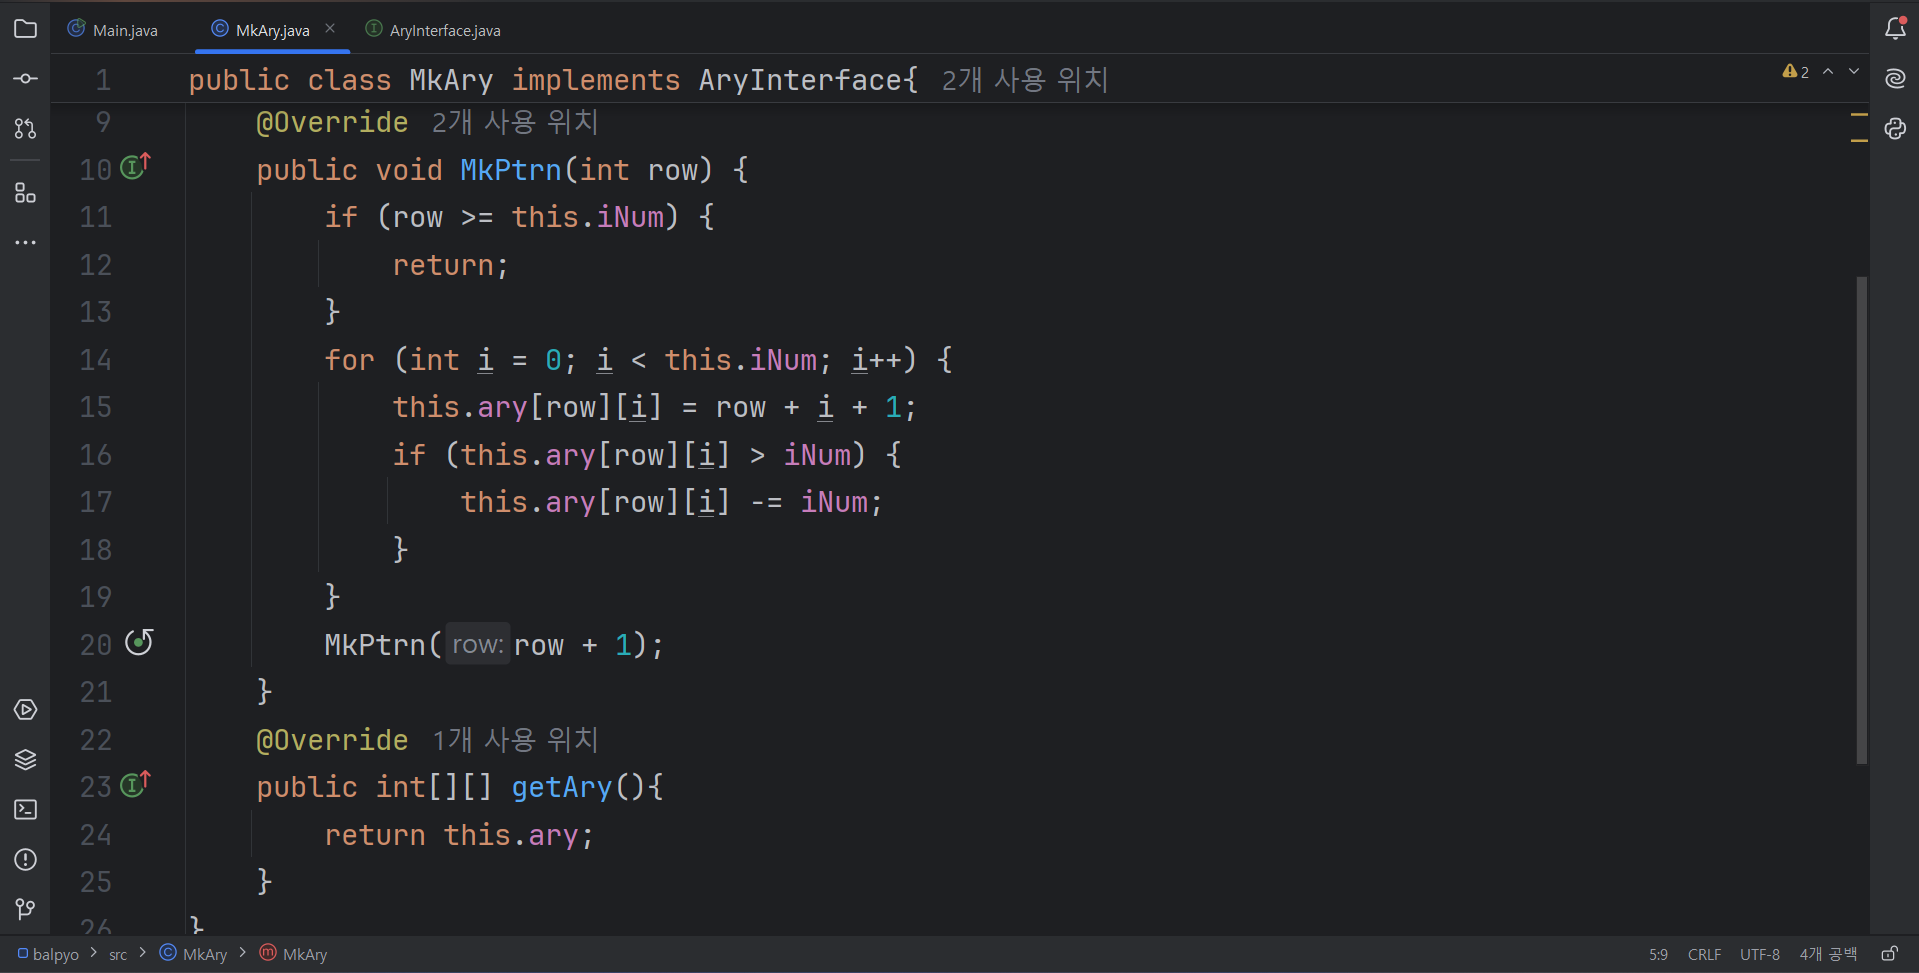 Main.java MkAry.java AryInterface.java
1 public class MkAry implements AryInterface{ 2개 사용 위치 2
9 @Override 2개 사용 위치
10 public void MkPtrn(int row) {
11 if (row >= this.iNum) {
12 return;
13 }
14 for (int i = 0; i < this.iNum; i++) {
15 this.ary[row][i] = row + i + 1;
16 if (this.ary[row][i] > iNum) {
17 this.ary[row][i] -= iNum;
18 }
19 }
20 MkPtrn(row: row + 1);
21 }
22 @Override 1개 사용 위치
23 public int[][] getAry(){
24 return this.ary;
25 }
26 }
balpyo > src > MkAry > MkAry 5:9 CRLF UTF-8 4개 공백